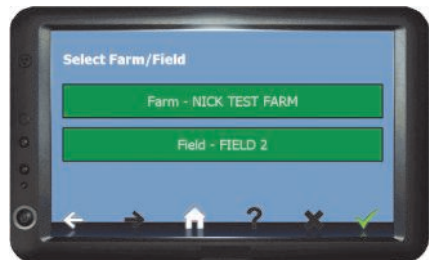 Select Farm/Field
Farm - NICK TEST FARM
Field - FIELD 2
?